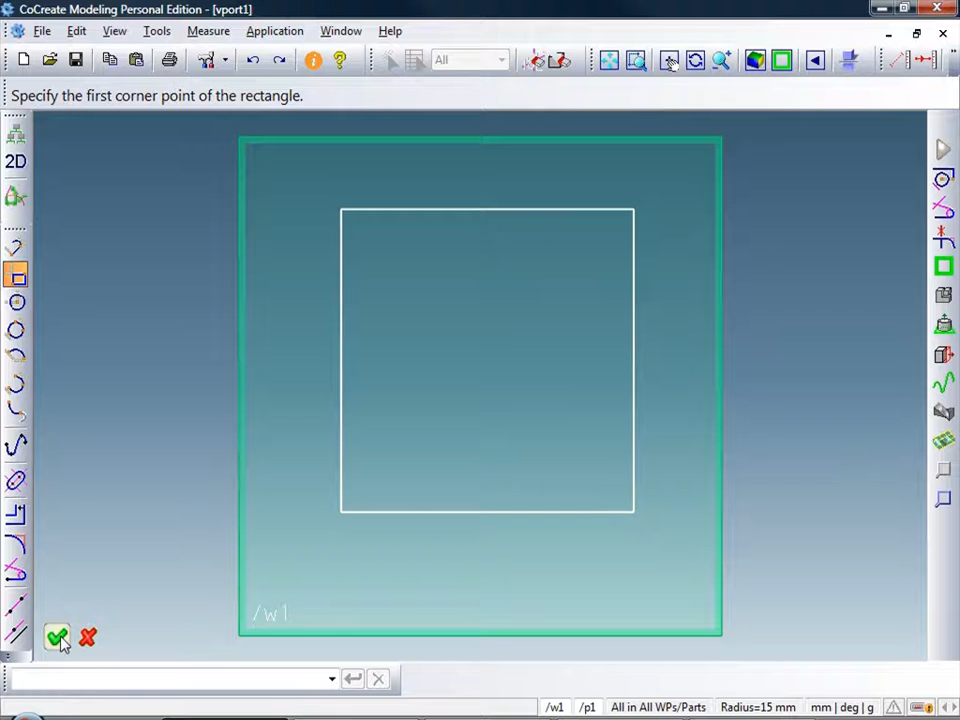 CoCreate Modeling Personal Edition - [vport1]
File Edit View Tools Measure Application Window Help
All
Specify the first corner point of the rectangle.
2D
/w1
/w1 /p1 All in All WPs/Parts Radius=15 mm mm | deg | g